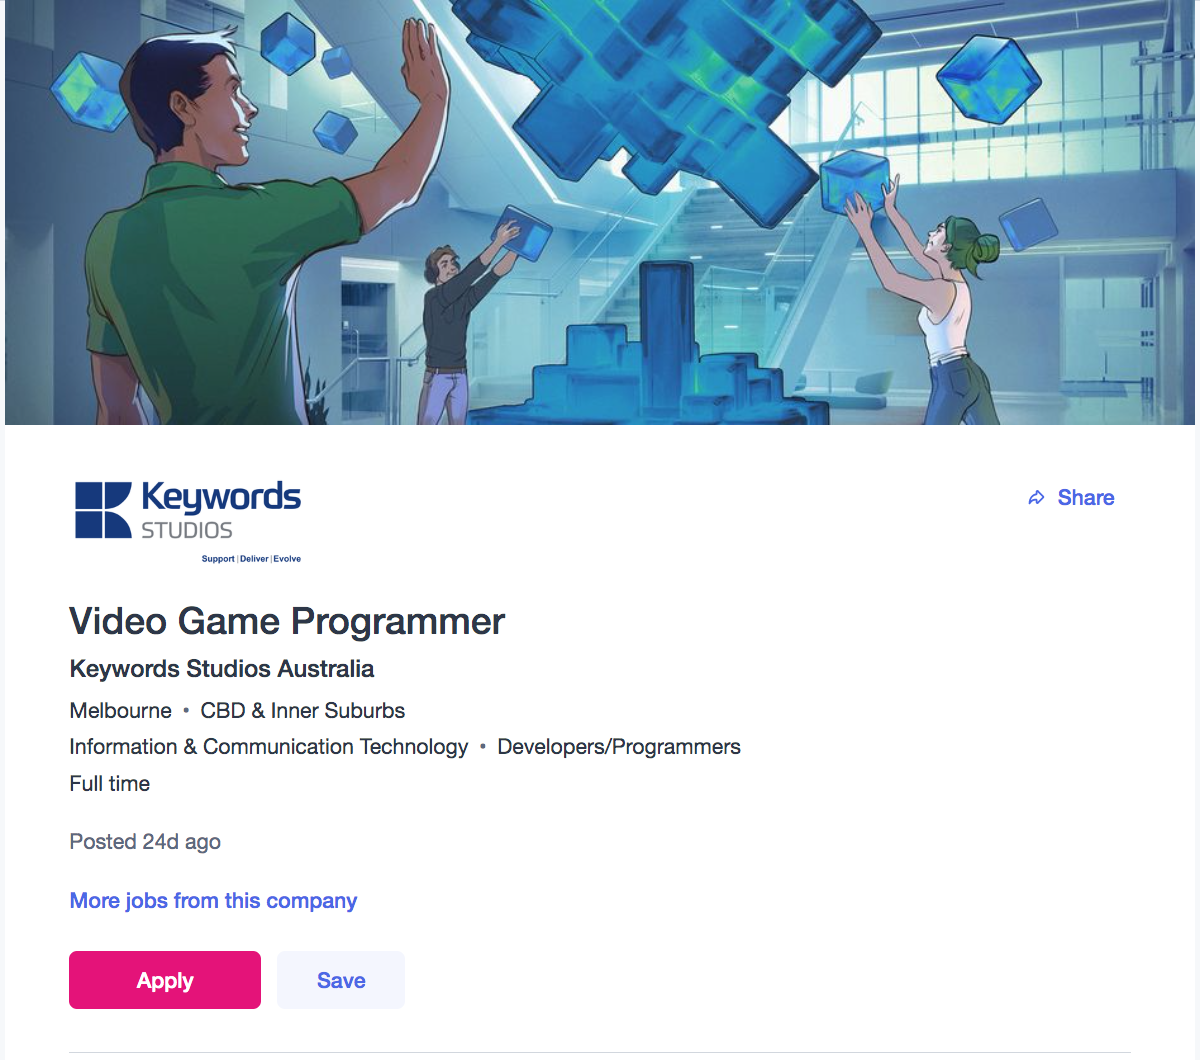 Keywords
STUDIOS
Support | Deliver | Evolve
Share
Video Game Programmer
Keywords Studios Australia
Melbourne • CBD & Inner Suburbs
Information & Communication Technology • Developers/Programmers
Full time
Posted 24d ago
More jobs from this company
Apply
Save